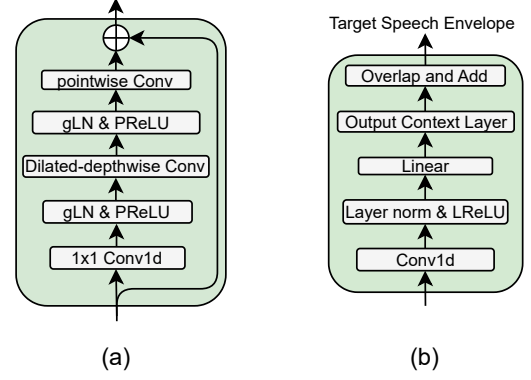 pointwise Conv
gLN & PReLU
Dilated-depthwise Conv
gLN & PReLU
1x1 Conv1d
(a)
Target Speech Envelope
Overlap and Add
Output Context Layer
Linear
Layer norm & LReLU
Conv1d
(b)